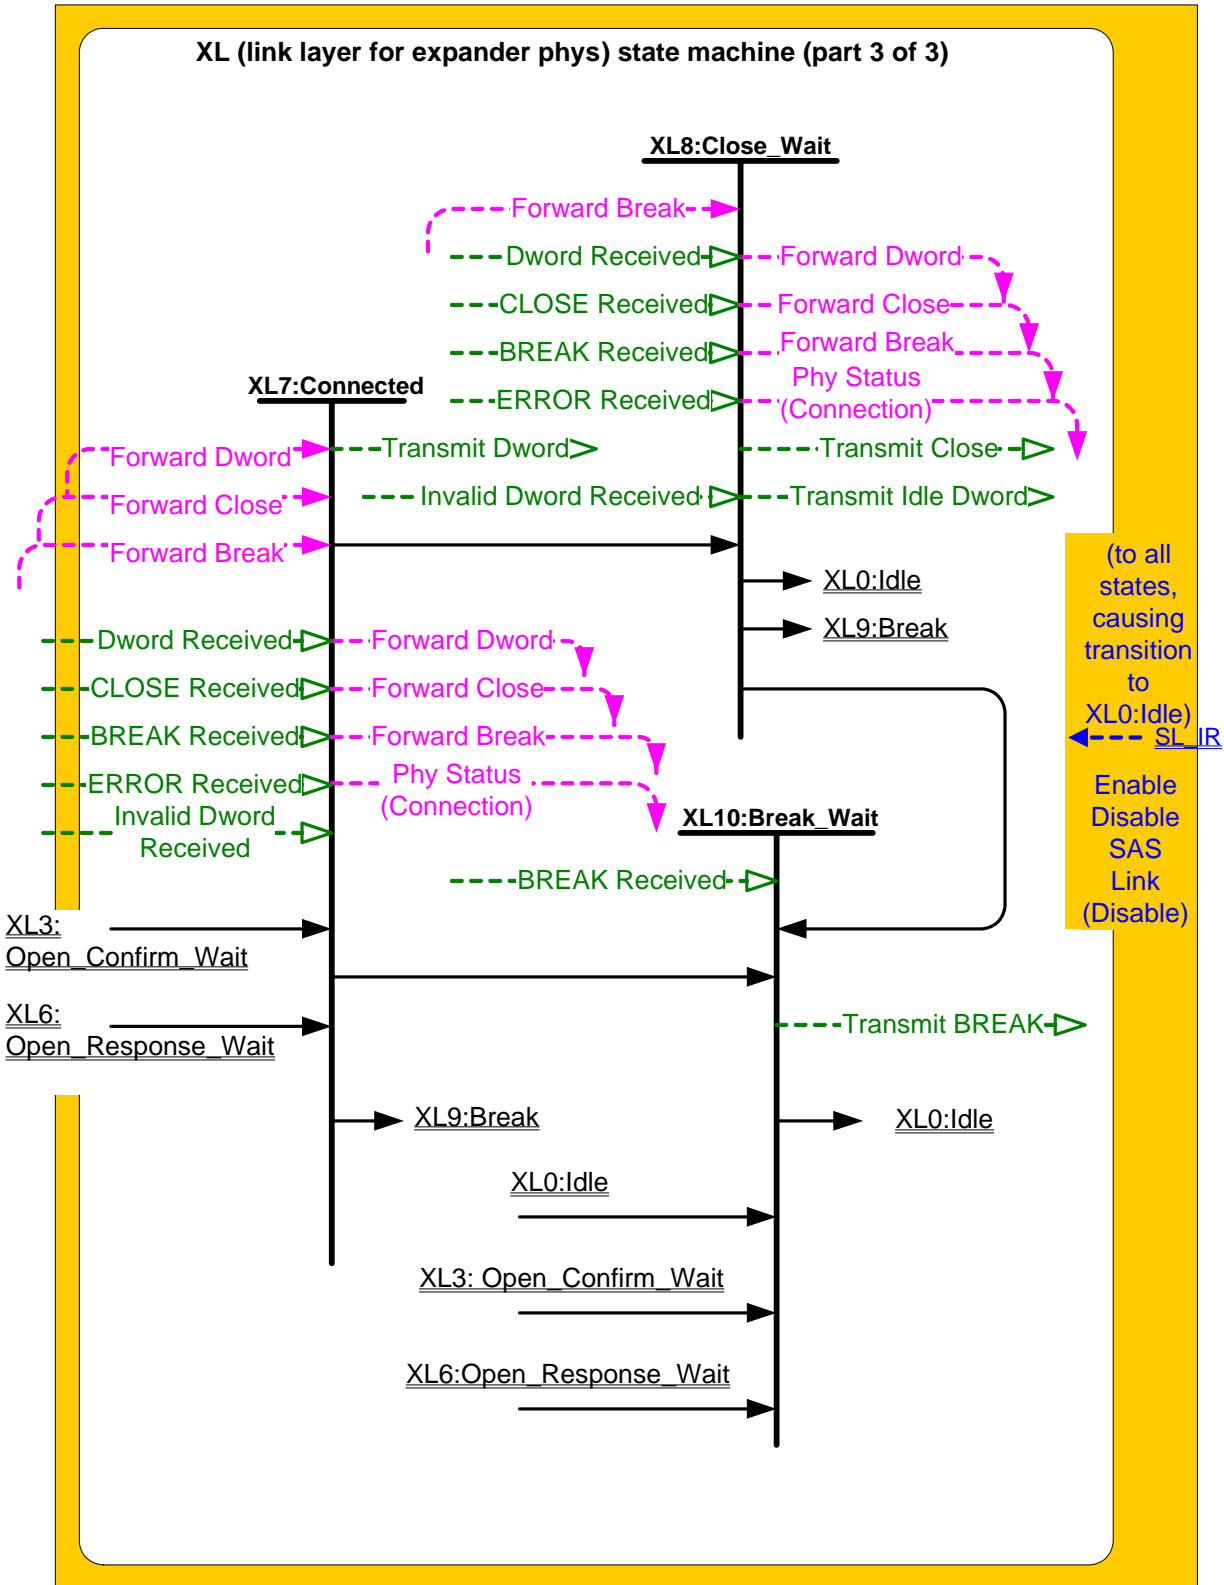 XL (link layer for expander phys) state machine (part 3 of 3)
XL8:Close_Wait
Forward Break
Dword Received
Forward Dword
CLOSE Received
Forward Close
BREAK Received
Forward Break
ERROR Received
Phy Status
(Connection)
Transmit Close
Invalid Dword Received
Transmit Idle Dword
XL0:Idle
XL9:Break
XL7:Connected
Forward Dword
Transmit Dword
Forward Close
Forward Break
Dword Received
Forward Dword
CLOSE Received
Forward Close
BREAK Received
Forward Break
ERROR Received
Phy Status
(Connection)
Invalid Dword
Received
XL3:
Open_Confirm_Wait
XL6:
Open_Response_Wait
XL9:Break
XL10:Break_Wait
BREAK Received
Transmit BREAK
XL0:Idle
XL0:Idle
XL3: Open_Confirm_Wait
XL6:Open_Response_Wait
(to all
states,
causing
transition
to
XL0:Idle)
SL_IR
Enable
Disable
SAS
Link
(Disable)